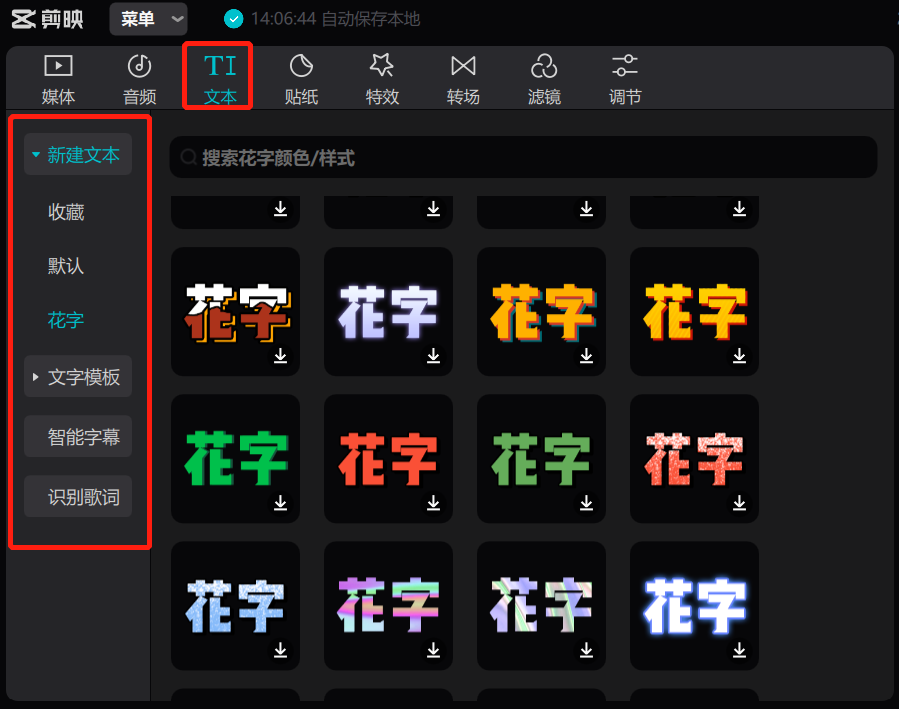 剪映 菜单 14:06:44 自动保存本地
TI
媒体 音频 文本 贴纸 特效 转场 滤镜 调节
新建文本
收藏
默认
花字
文字模板
智能字幕
识别歌词
搜索花字颜色/样式
花字 花字 花字 花字
花字 花字 花字 花字
花字 花字 花字 花字